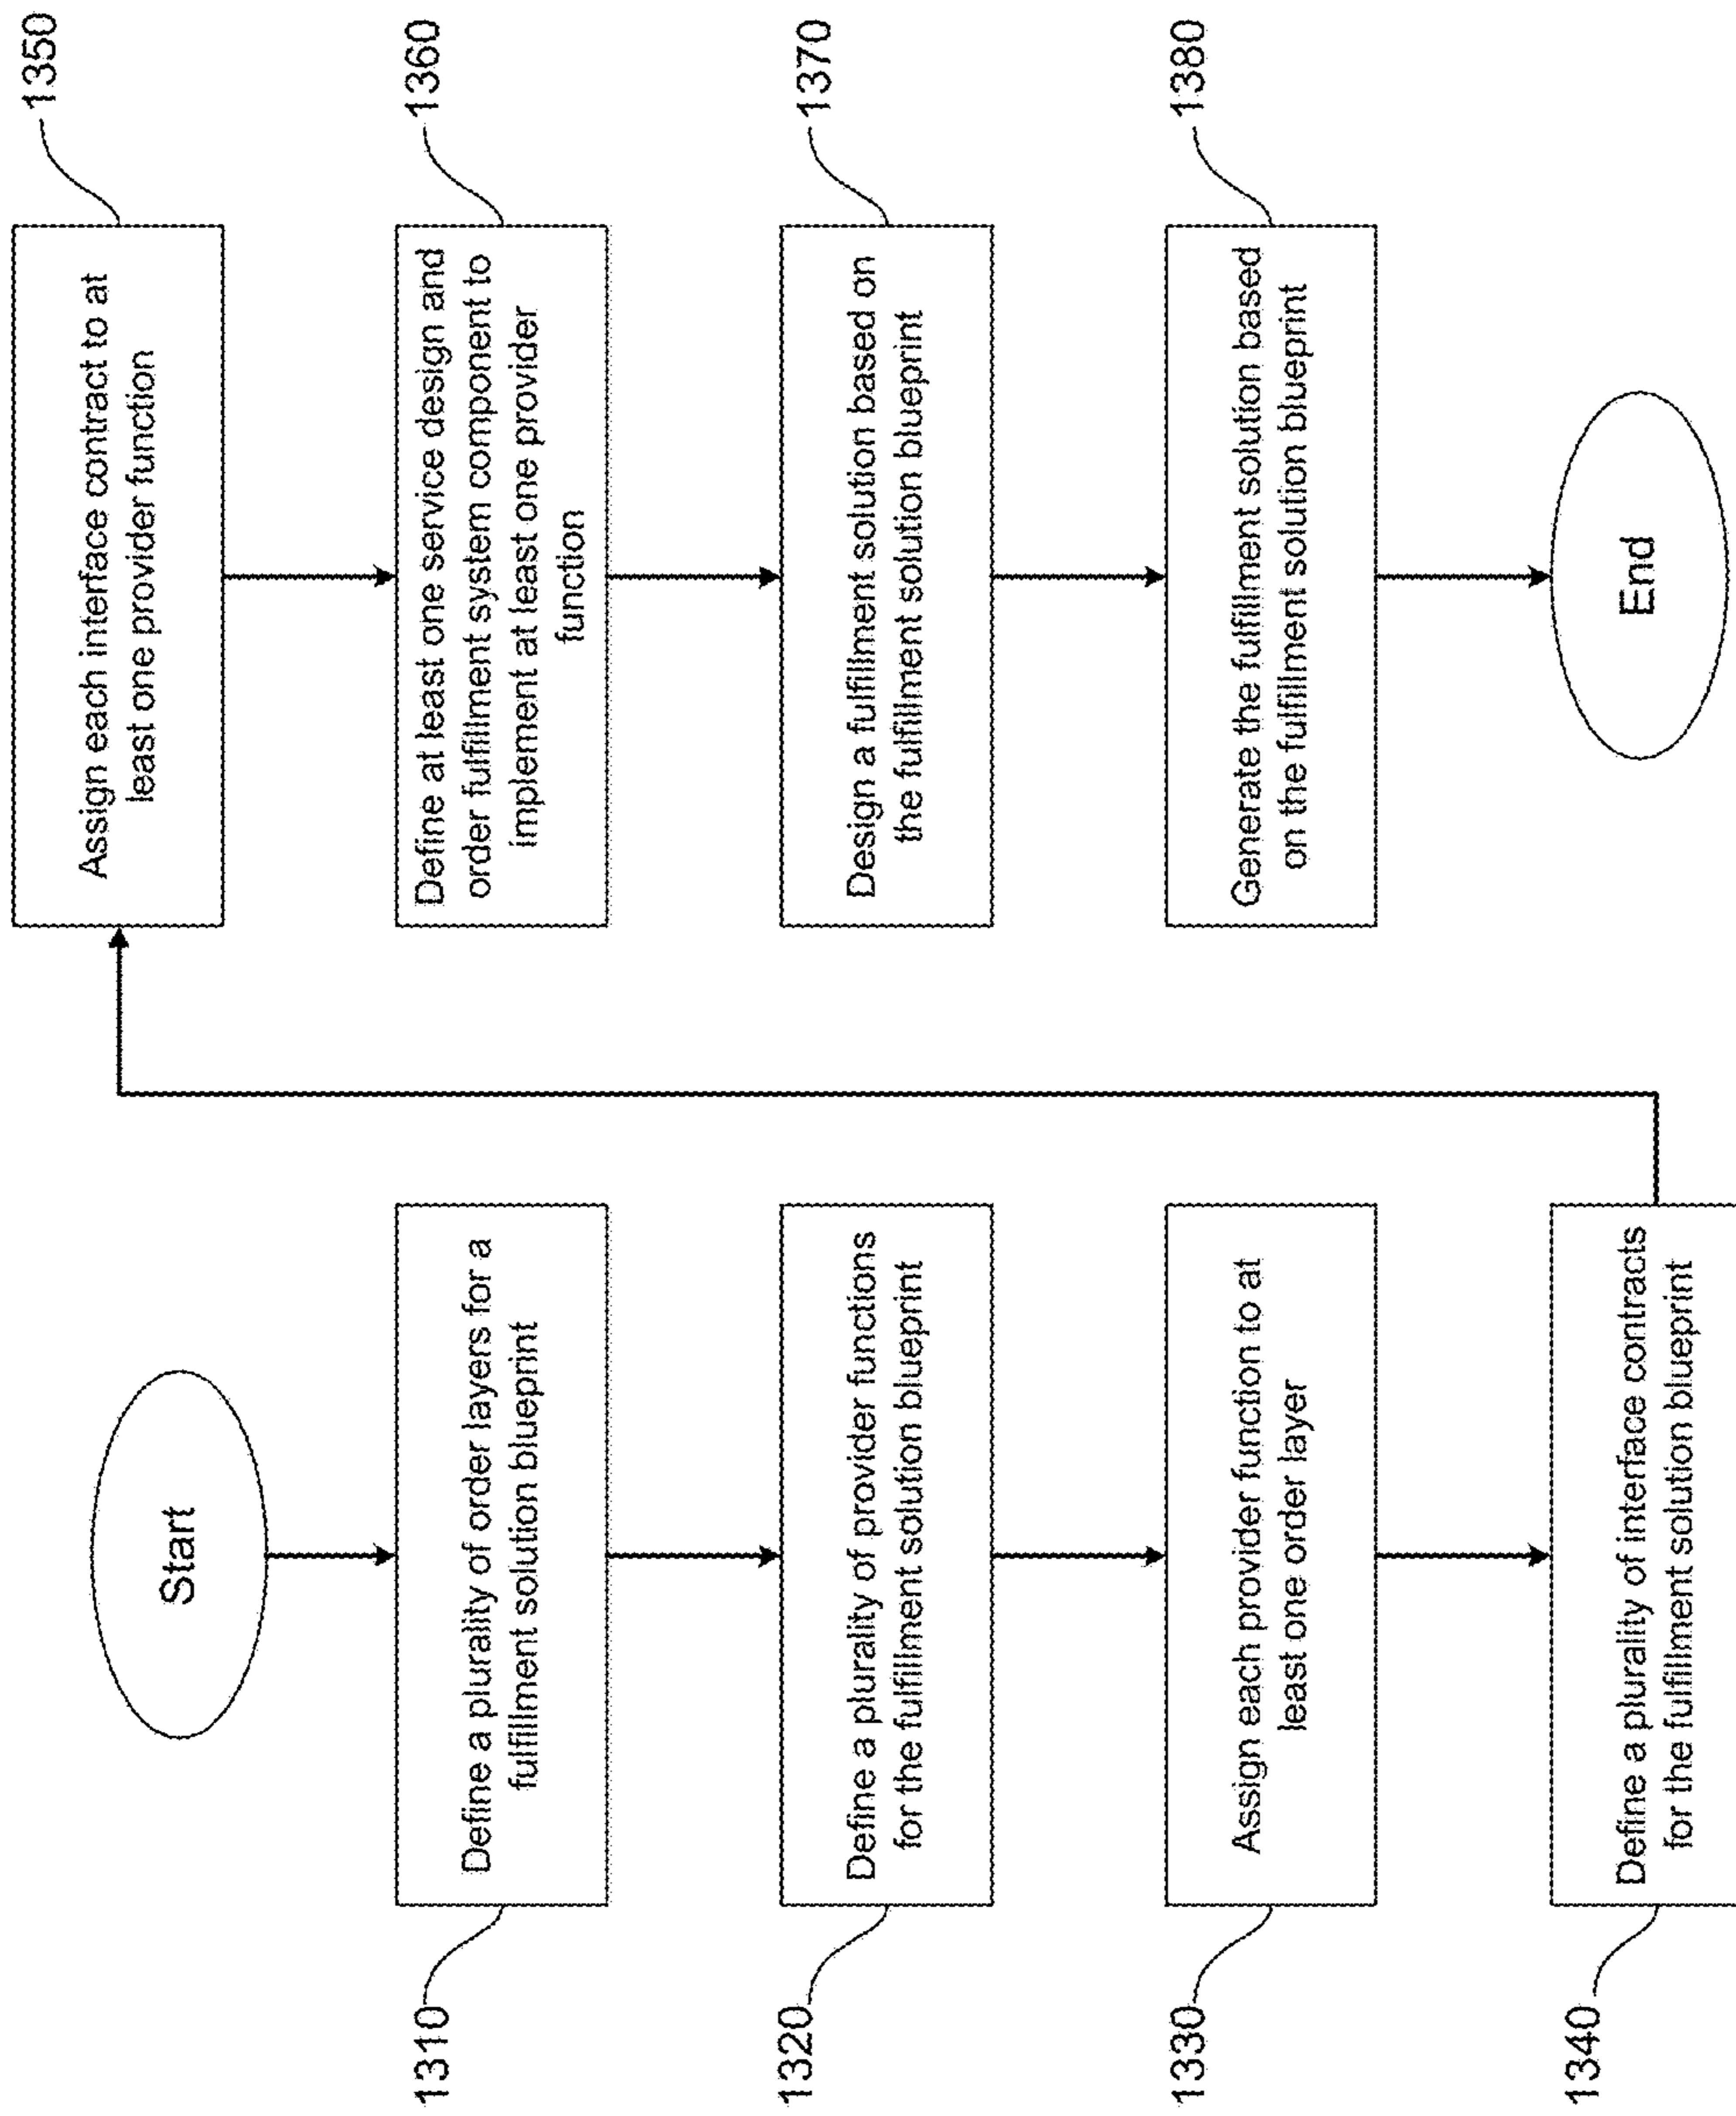 Start
1310
Define a plurality of order layers for a
fulfillment solution blueprint
1320
Define a plurality of provider functions
for the fulfillment solution blueprint
1330
Assign each provider function to at
least one order layer
1340
Define a plurality of interface contracts
for the fulfillment solution blueprint
1350
Assign each interface contract to at
least one provider function
1360
Define at least one service design and
order fulfillment system component to
implement at least one provider
function
1370
Design a fulfillment solution based on
the fulfillment solution blueprint
1380
Generate the fulfillment solution based
on the fulfillment solution blueprint
End